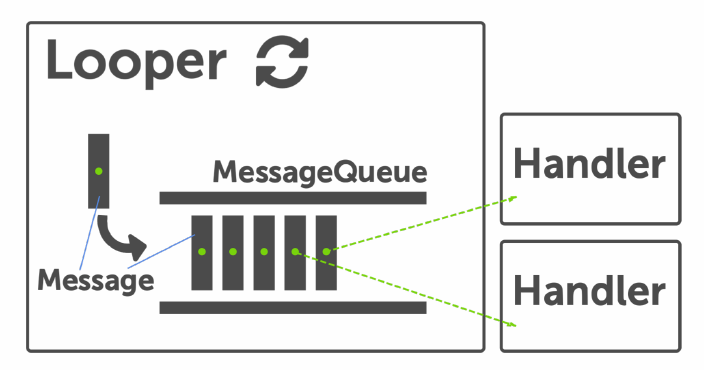 Looper
MessageQueue
Message
Handler
Handler